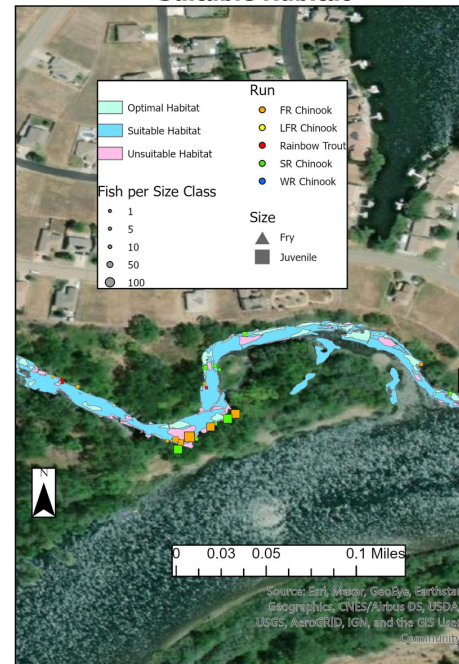 Run
Optimal Habitat
Suitable Habitat
Unsuitable Habitat
FR Chinook
LFR Chinook
Rainbow Trout
SR Chinook
WR Chinook
Fish per Size Class
1
5
10
50
100
Size
Fry
Juvenile
N
0 0.03 0.05 0.1 Miles
Source: Esri, Maxar, GeoEye, Earthstar
Geographics, CNES/Airbus DS, USDA,
USGS, AeroGRID, IGN, and the GIS User
Community